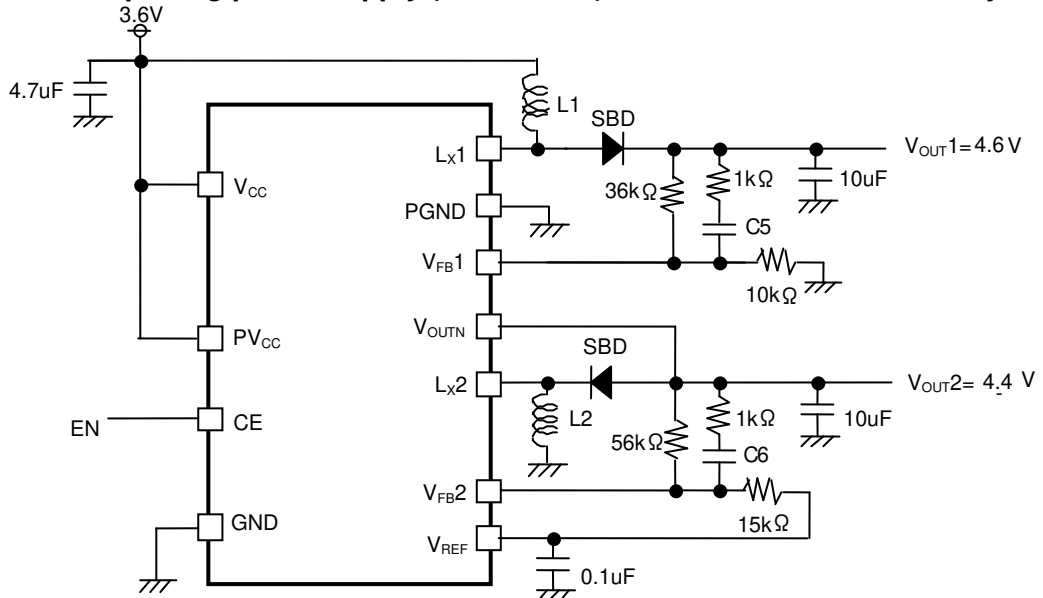 3.6V
4.7uF
L1
SBD
LX1
VOUT1=4.6 V
VCC
36kΩ
1kΩ
10uF
PGND
C5
VFB1
10kΩ
VOUTN
SBD
PVCC
LX2
VOUT2= 4.4 V
L2
1kΩ
10uF
EN
CE
56kΩ
C6
VFB2
15kΩ
GND
VREF
0.1uF